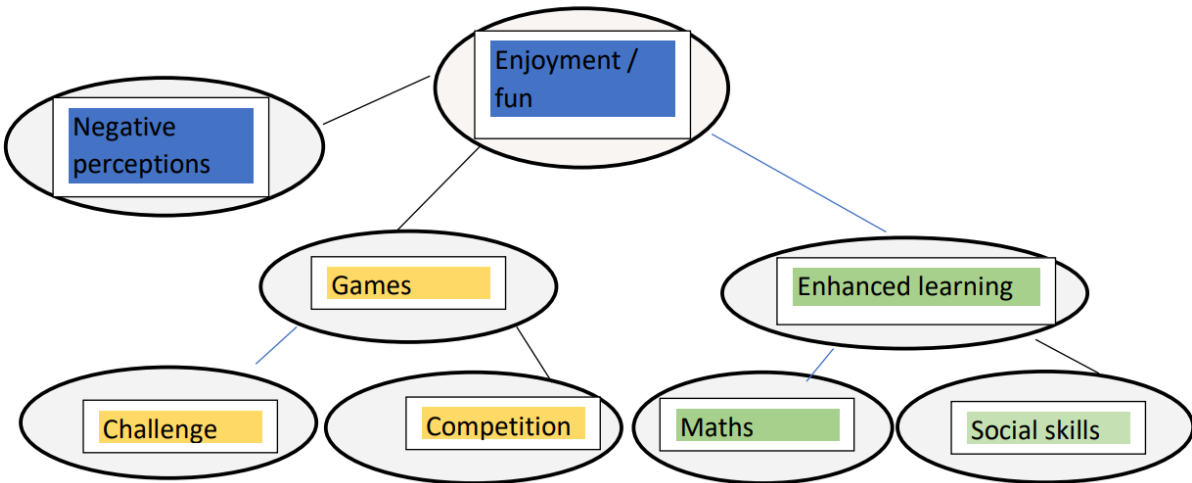 Enjoyment /
fun
Negative
perceptions
Games
Enhanced learning
Challenge
Competition
Maths
Social skills